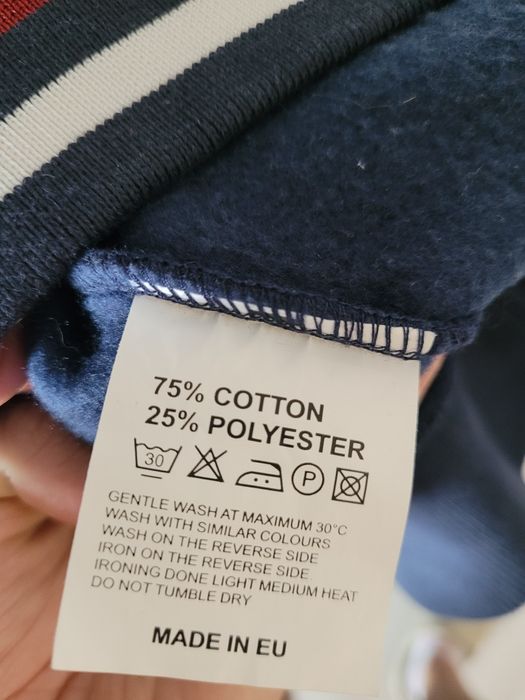 75% COTTON
25% POLYESTER
30 P
GENTLE WASH AT MAXIMUM 30°C
WASH WITH SIMILAR COLOURS
WASH ON THE REVERSE SIDE
IRON ON THE REVERSE SIDE
IRONING DONE LIGHT MEDIUM HEAT
DO NOT TUMBLE DRY
MADE IN EU